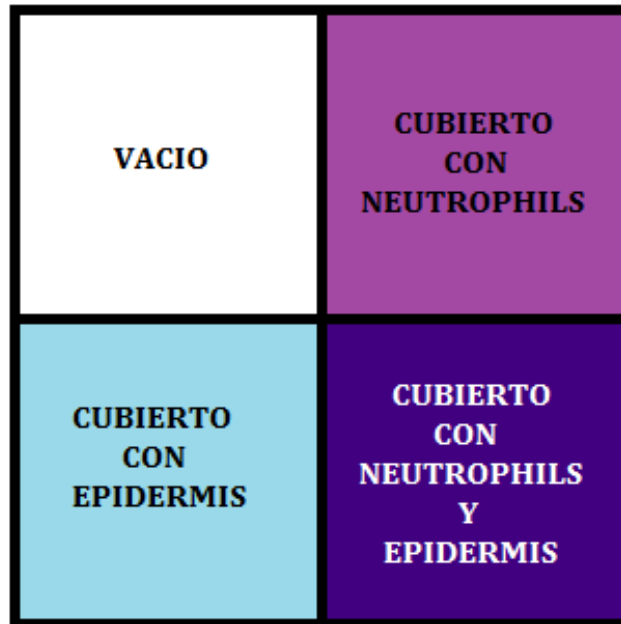 VACIO
CUBIERTO
CON
NEUTROPHILS
CUBIERTO
CON
EPIDERMIS
CUBIERTO
CON
NEUTROPHILS
Y
EPIDERMIS